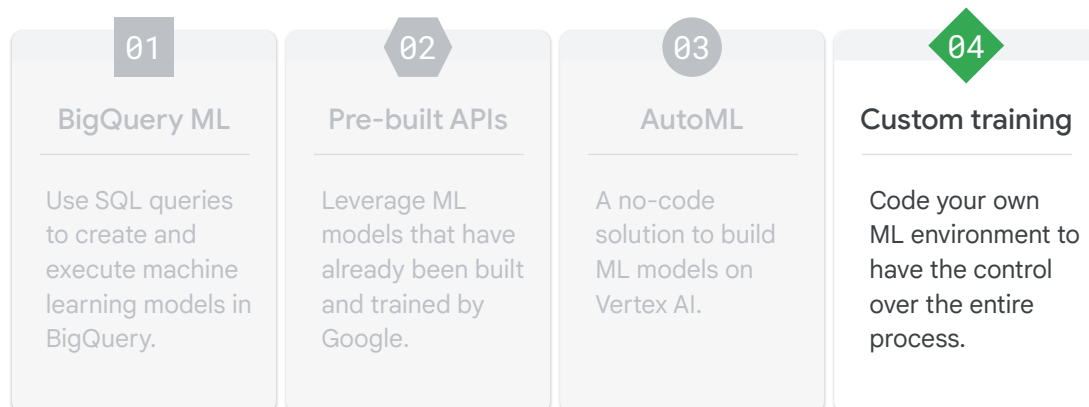 01
BigQuery ML
Use SQL queries
to create and
execute machine
learning models in
BigQuery.
02
Pre-built APIs
Leverage ML
models that have
already been built
and trained by
Google.
03
AutoML
A no-code
solution to build
ML models on
Vertex AI.
04
Custom training
Code your own
ML environment to
have the control
over the entire
process.